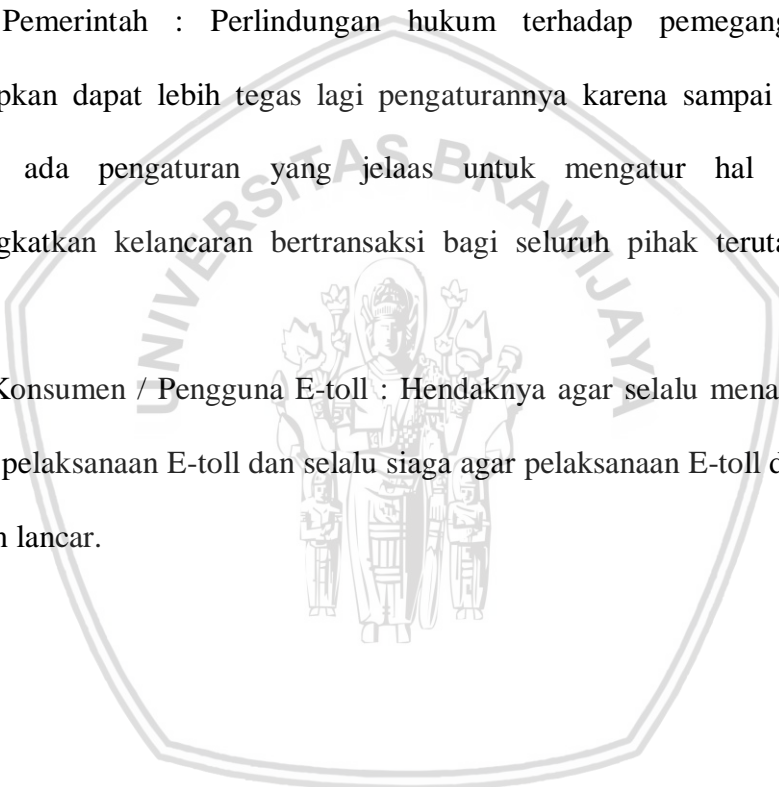 Pemerintah : Perlindungan hukum terhadap pemegang
pkan dapat lebih tegas lagi pengaturannya karena sampai
ada pengaturan yang jelaas untuk mengatur hal
gkatkan kelancaran bertransaksi bagi seluruh pihak teruta
Konsumen / Pengguna E-toll : Hendaknya agar selalu mena
pelaksanaan E-toll dan selalu siaga agar pelaksanaan E-toll d
n lancar.
UNIVERSITAS BRAWIJAYA